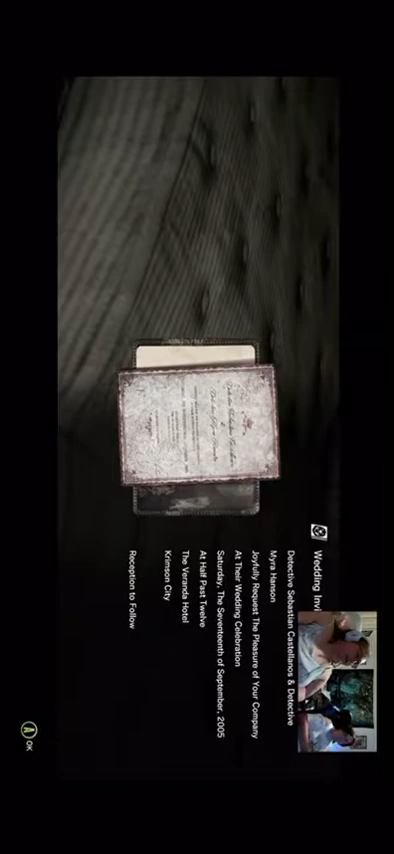 Wedding Invi
Detective Sebastian Castellanos & Detective
Myra Hanson
Joyfully Request The Pleasure of Your Company
At Their Wedding Celebration
Saturday, The Seventeenth of September, 2005
At Half Past Twelve
The Veranda Hotel
Krimson City
Reception to Follow
A OK